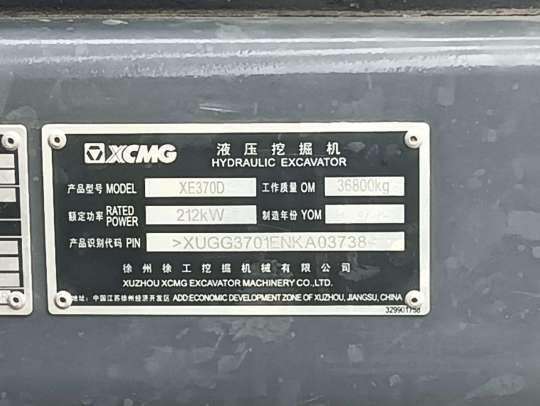 XCMG 液压挖掘机
HYDRAULIC EXCAVATOR
产品型号 MODEL XE370D 工作质量 OM 36800kg
额定功率 RATED POWER 212kW 制造年份 YOM
产品识别代码 PIN >XUGG3701ENKA03738<
徐州徐工挖掘机械有限公司
XUZHOU XCMG EXCAVATOR MACHINERY CO.,LTD.
地址:中国江苏徐州经济开发区 ADD:ECONOMIC DEVELOPMENT ZONE OF XUZHOU, JIANGSU, CHINA